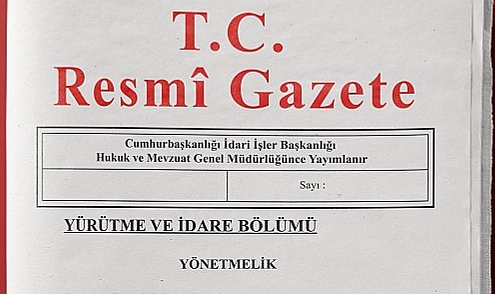 T.C.
Resmî Gazete
Cumhurbaşkanlığı İdari İşler Başkanlığı
Hukuk ve Mevzuat Genel Müdürlüğünce Yayımlanır
Sayı :
YÜRÜTME VE İDARE BÖLÜMÜ
YÖNETMELİK